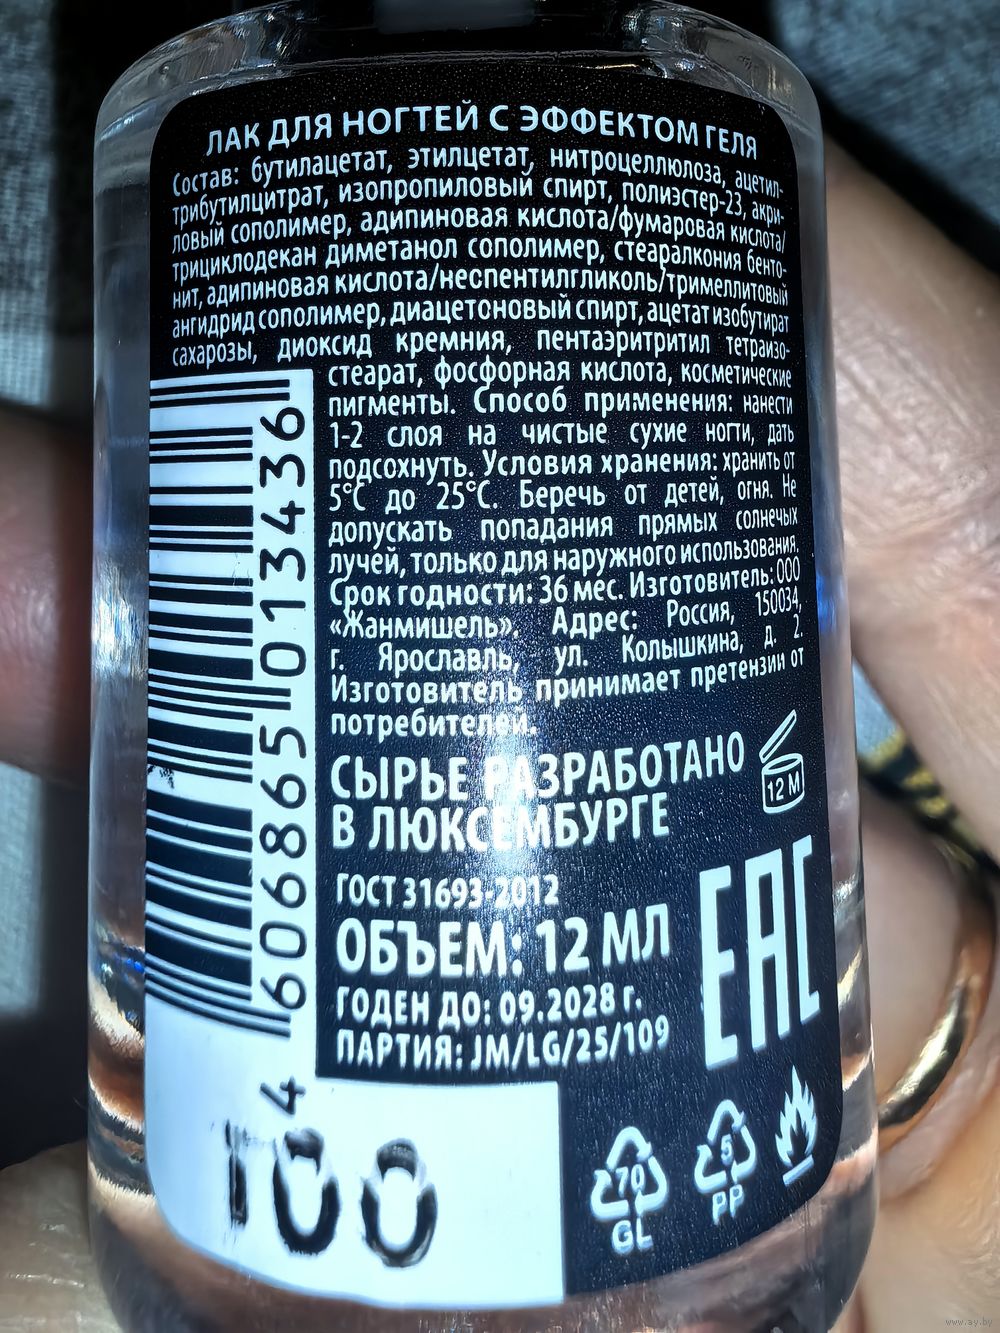 ЛАК ДЛЯ НОГТЕЙ С ЭФФЕКТОМ ГЕЛЯ
Состав: бутилацетат, этилцетат, нитроцеллюлоза, ацетил-
трибутилцитрат, изопропиловый спирт, полиэстер-23, акри-
ловый сополимер, адипиновая кислота/фумаровая кислота/
трициклодекан диметанол сополимер, стеаралкония бенто-
нит, адипиновая кислота/неспентилгликоль/тримеллитовый
ангидрид сополимер, диацетоновый спирт, ацетат изобутират
сахарозы, диоксид кремния, пентаэритритил тетраизо-
стеарат, фосфорная кислота, косметические
пигменты. Способ применения: нанести
1-2 слоя на чистые сухие ногти, дать
подсохнуть. Условия хранения: хранить от
5°С до 25°С. Беречь от детей, огня. Не
допускать попадания прямых солнечых
лучей, только для наружного использования.
Срок годности: 36 мес. Изготовитель: ООО
«Жанмишель». Адрес: Россия, 150034,
г. Ярославль, ул. Колышкина, д. 2.
Изготовитель принимает претензии от
потребителей.
СЫРЬЕ РАЗРАБОТАНО
В ЛЮКСЕМБУРГЕ
12 M
ГОСТ 31693-2012
ОБЪЕМ: 12 МЛ
ГОДЕН ДО: 09.2028 г.
ПАРТИЯ: JM/LG/25/109
EAC
4 606865 013436
100
70
GL
5
PP
www.ay.by